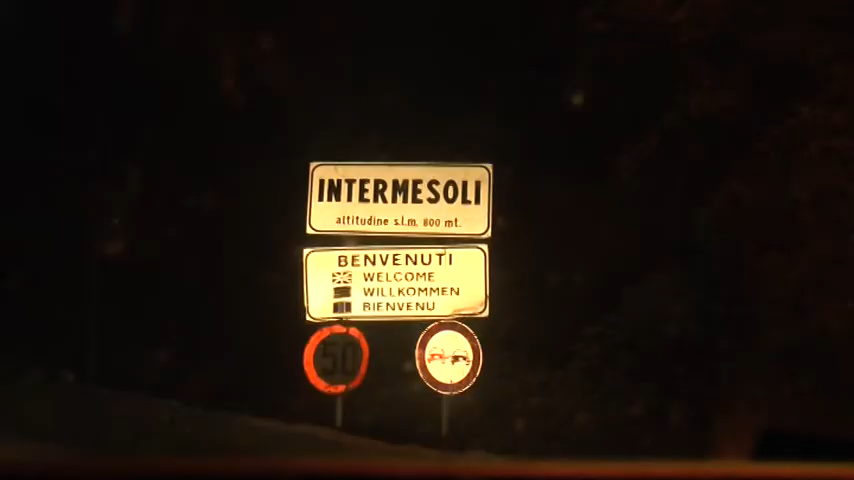 INTERMESOLI
altitudine s.l.m. 800 mt.
BENVENUTI
WELCOME
WILLKOMMEN
BIENVENU
50